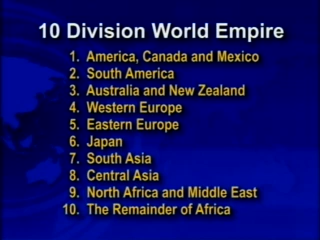 10 Division World Empire
1. America, Canada and Mexico
2. South America
3. Australia and New Zealand
4. Western Europe
5. Eastern Europe
6. Japan
7. South Asia
8. Central Asia
9. North Africa and Middle East
10. The Remainder of Africa